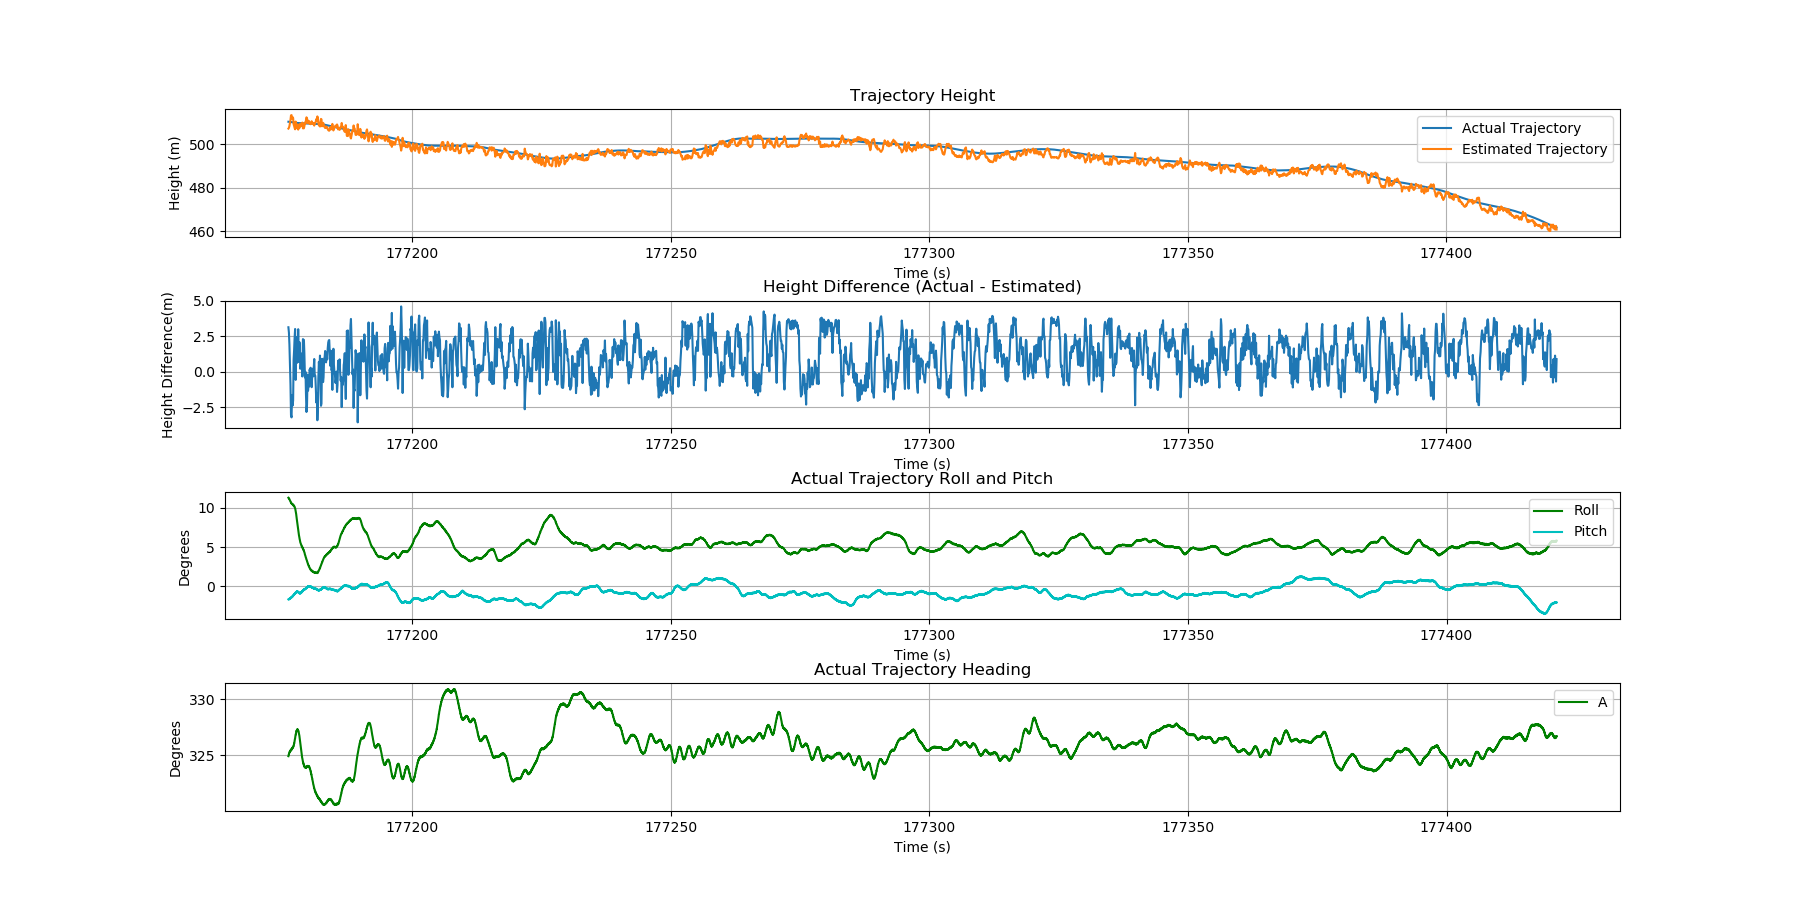 Trajectory Height
Height (m)
500
480
460
Actual Trajectory
Estimated Trajectory
177200 177250 177300 177350 177400
Time (s)
Height Difference (Actual - Estimated)
Height Difference(m)
5.0
2.5
0.0
−2.5
177200 177250 177300 177350 177400
Time (s)
Actual Trajectory Roll and Pitch
Degrees
10
5
0
Roll
Pitch
177200 177250 177300 177350 177400
Time (s)
Actual Trajectory Heading
Degrees
330
325
A
177200 177250 177300 177350 177400
Time (s)